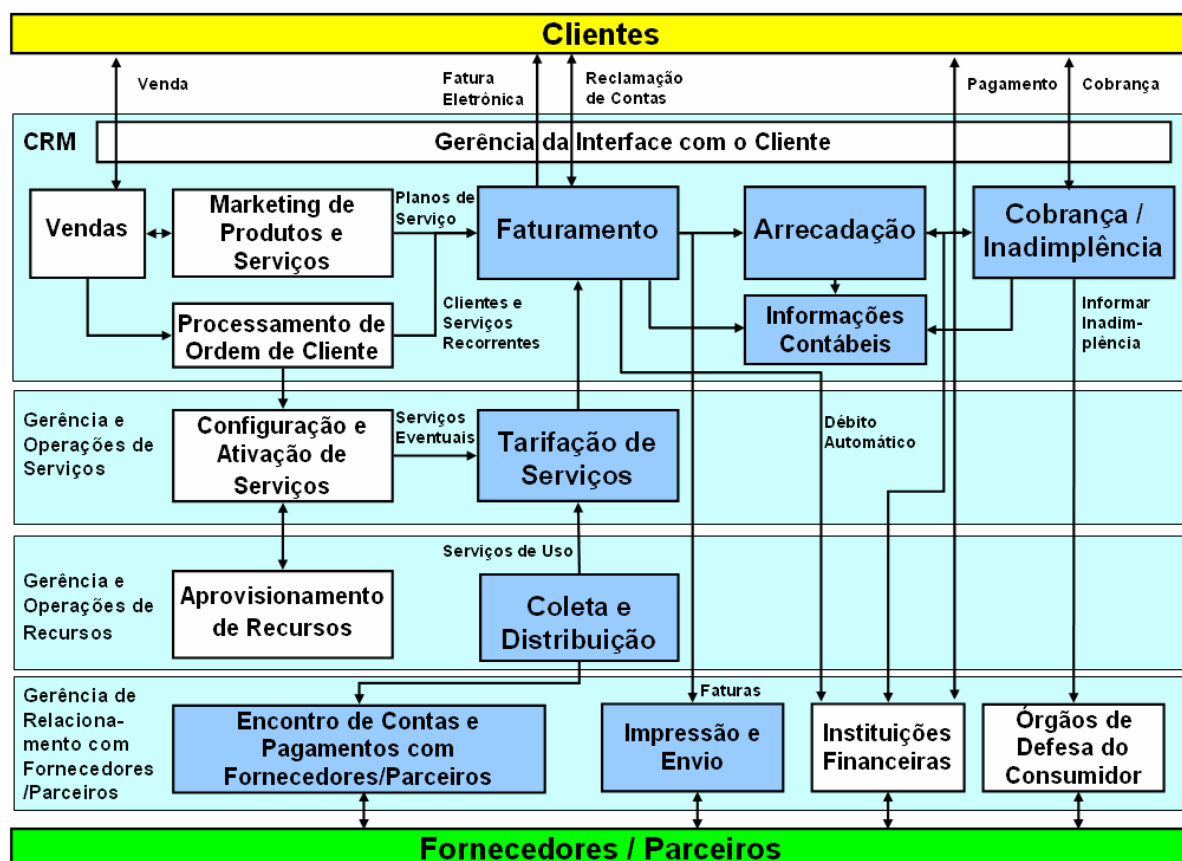 Clientes
Venda
Fatura
Eletrônica
Reclamação
de Contas
Pagamento
Cobrança
CRM
Gerência da Interface com o Cliente
Vendas
Marketing de
Produtos e
Serviços
Planos de
Serviço
Faturamento
Arrecadação
Cobrança /
Inadimplência
Processamento de
Ordem de Cliente
Clientes e
Serviços
Recorrentes
Informações
Contábeis
Informar
Inadim-
plência
Gerência e
Operações de
Serviços
Configuração e
Ativação de
Serviços
Serviços
Eventuais
Tarifação de
Serviços
Débito
Automático
Gerência e
Operações de
Recursos
Aprovisionamento
de Recursos
Serviços de Uso
Coleta e
Distribuição
Gerência de
Relaciona-
mento com
Fornecedores
/Parceiros
Encontro de Contas e
Pagamentos com
Fornecedores/Parceiros
Faturas
Impressão e
Envio
Instituições
Financeiras
Órgãos de
Defesa do
Consumidor
Fornecedores / Parceiros